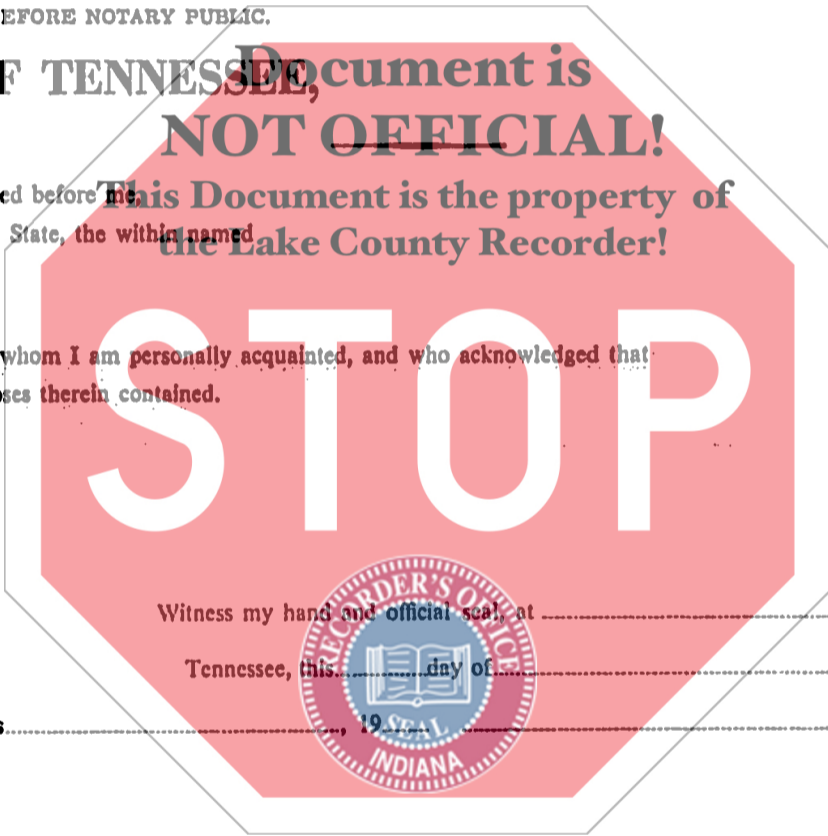 EFORE NOTARY PUBLIC.
F TENNESSEE,
Document is
NOT OFFICIAL!
This Document is the property of
the Lake County Recorder!
ed before me,
State, the within named
STOP
whom I am personally acquainted, and who acknowledged that
ses therein contained.
Witness my hand and official seal, at
Tennessee, this day of
s , 19
RECORDER'S OFFICE
SEAL
INDIANA